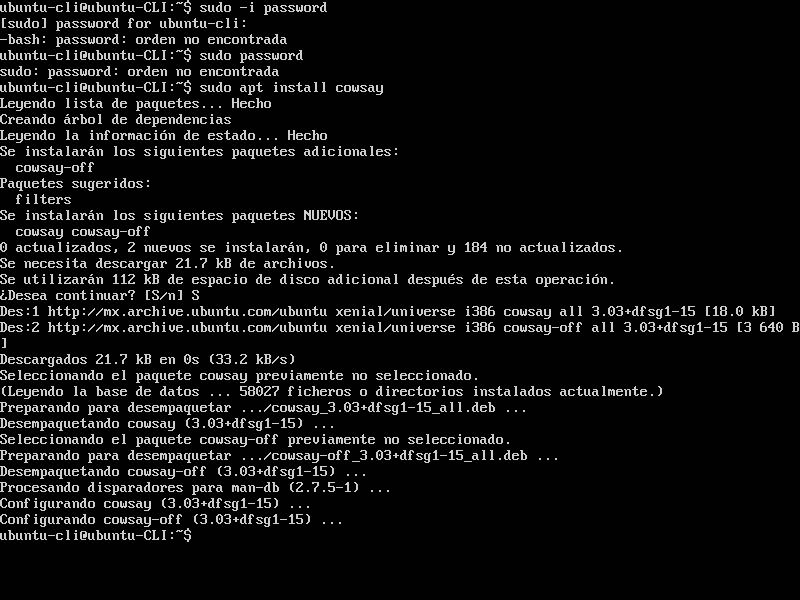 ubuntu-cli@ubuntu-CLI:~$ sudo -i password
[sudo] password for ubuntu-cli:
-bash: password: orden no encontrada
ubuntu-cli@ubuntu-CLI:~$ sudo password
sudo: password: orden no encontrada
ubuntu-cli@ubuntu-CLI:~$ sudo apt install cowsay
Leyendo lista de paquetes... Hecho
Creando árbol de dependencias
Leyendo la información de estado... Hecho
Se instalarán los siguientes paquetes adicionales:
  cowsay-off
Paquetes sugeridos:
  filters
Se instalarán los siguientes paquetes NUEVOS:
  cowsay cowsay-off
0 actualizados, 2 nuevos se instalarán, 0 para eliminar y 184 no actualizados.
Se necesita descargar 21.7 kB de archivos.
Se utilizarán 112 kB de espacio de disco adicional después de esta operación.
¿Desea continuar? [S/n] S
Des:1 http://mx.archive.ubuntu.com/ubuntu xenial/universe i386 cowsay all 3.03+dfsg1-15 [18.0 kB]
Des:2 http://mx.archive.ubuntu.com/ubuntu xenial/universe i386 cowsay-off all 3.03+dfsg1-15 [3 640 B
]
Descargados 21.7 kB en 0s (33.2 kB/s)
Seleccionando el paquete cowsay previamente no seleccionado.
(Leyendo la base de datos ... 58027 ficheros o directorios instalados actualmente.)
Preparando para desempaquetar .../cowsay_3.03+dfsg1-15_all.deb ...
Desempaquetando cowsay (3.03+dfsg1-15) ...
Seleccionando el paquete cowsay-off previamente no seleccionado.
Preparando para desempaquetar .../cowsay-off_3.03+dfsg1-15_all.deb ...
Desempaquetando cowsay-off (3.03+dfsg1-15) ...
Procesando disparadores para man-db (2.7.5-1) ...
Configurando cowsay (3.03+dfsg1-15) ...
Configurando cowsay-off (3.03+dfsg1-15) ...
ubuntu-cli@ubuntu-CLI:~$